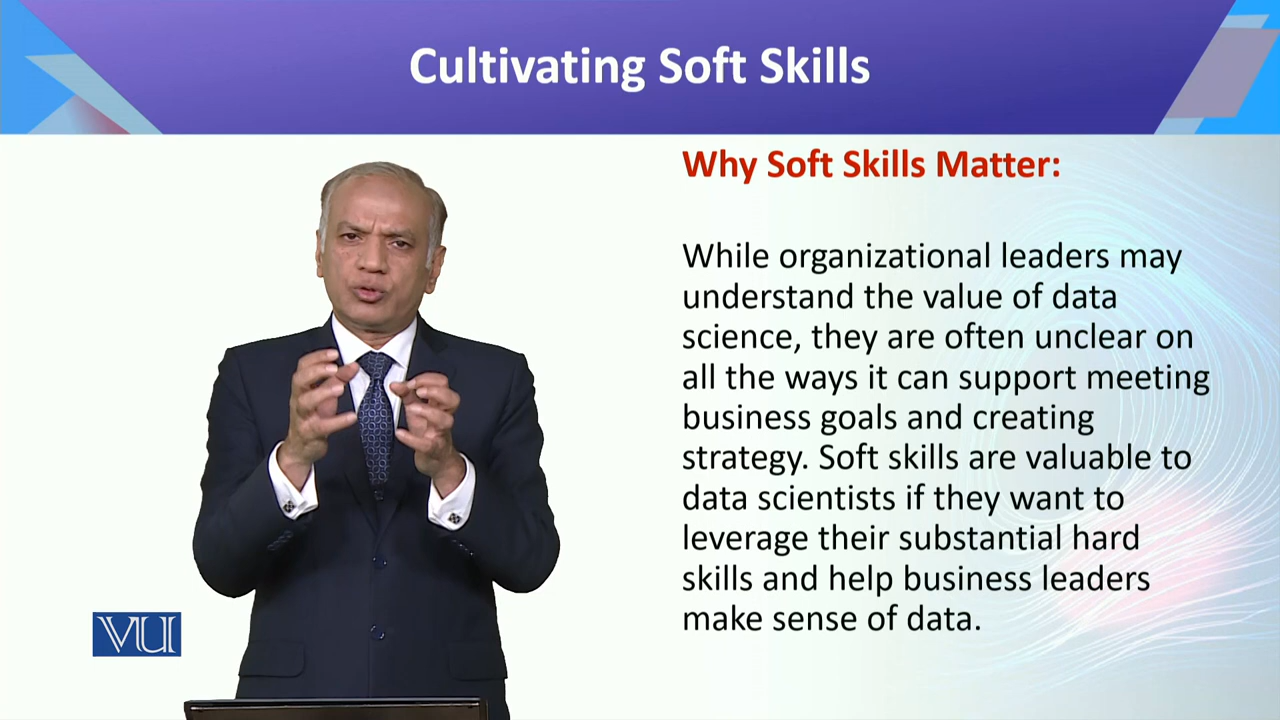 Cultivating Soft Skills
Why Soft Skills Matter:
While organizational leaders may
understand the value of data
science, they are often unclear on
all the ways it can support meeting
business goals and creating
strategy. Soft skills are valuable to
data scientists if they want to
leverage their substantial hard
skills and help business leaders
make sense of data.
VU